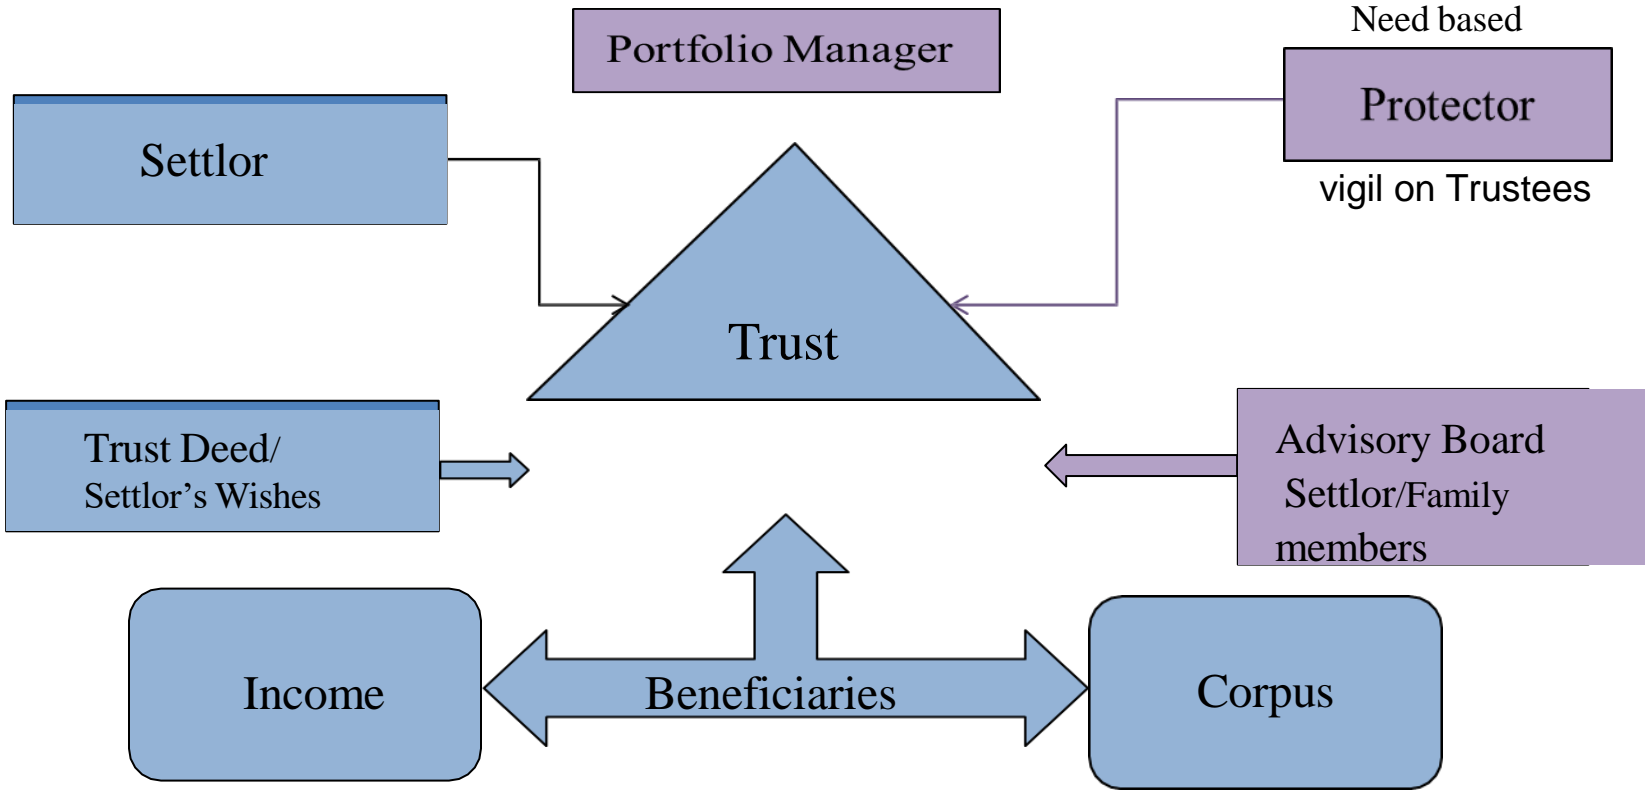 Need based
Portfolio Manager
Protector
Settlor
vigil on Trustees
Trust
Trust Deed/
Settlor’s Wishes
Advisory Board
Settlor/Family
members
Income
Beneficiaries
Corpus